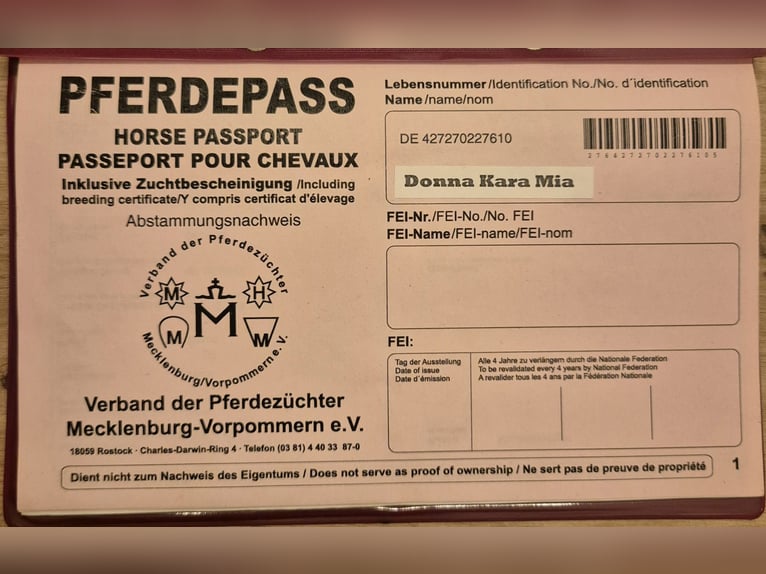 PFERDEPASS
HORSE PASSPORT
PASSEPORT POUR CHEVAUX
Inklusive Zuchtbescheinigung /Including
breeding certificate/Y compris certificat d'élevage
Abstammungsnachweis
Verband der Pferdezüchter
M H
M
M W
Mecklenburg/Vorpommern e.V.
Verband der Pferdezüchter
Mecklenburg-Vorpommern e.V.
18059 Rostock · Charles-Darwin-Ring 4 · Telefon (03 81) 4 40 33 87-0
Lebensnummer/Identification No./No. d´identification
Name/name/nom
DE 427270227610
2764272702276105
Donna Kara Mia
FEI-Nr./FEI-No./No. FEI
FEI-Name/FEI-name/FEI-nom
FEI:
Tag der Ausstellung
Date of issue
Date d´émission
Alle 4 Jahre zu verlängern durch die Nationale Federation
To be revalidated every 4 years by National Federation
A revalider tous les 4 ans par la Fédération Nationale
Dient nicht zum Nachweis des Eigentums / Does not serve as proof of ownership / Ne sert pas de preuve de propriété
1